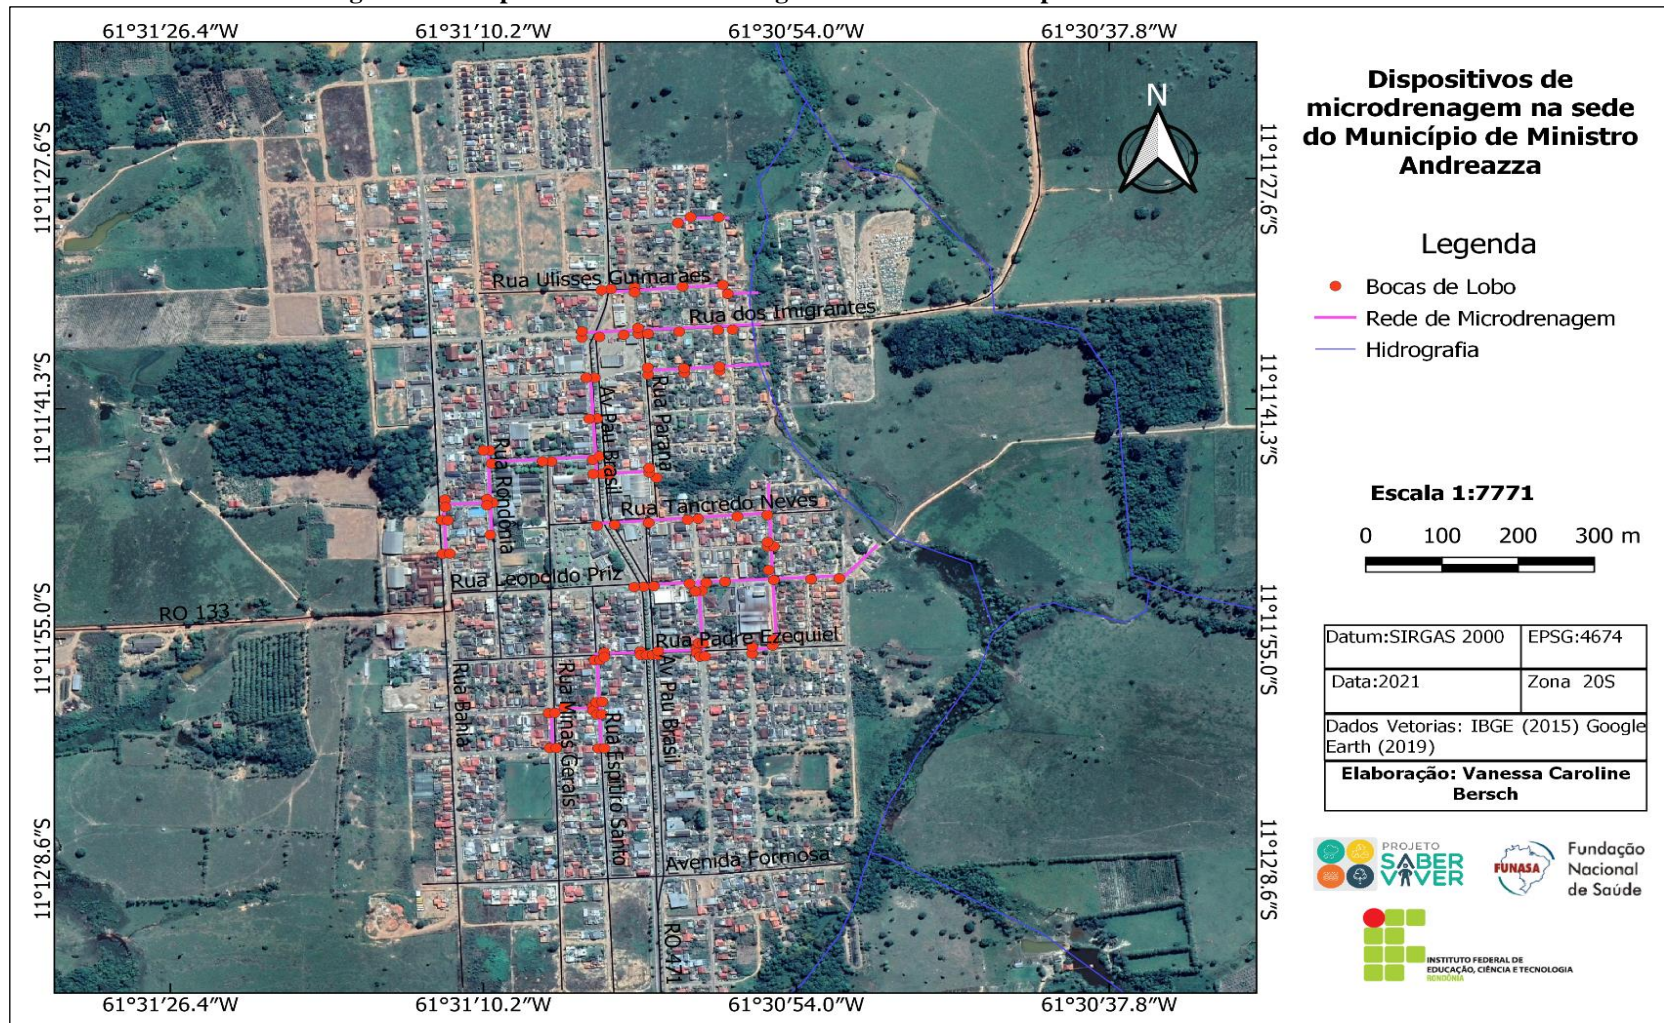 61°31′26.4″W 61°31′10.2″W 61°30′54.0″W 61°30′37.8″W
11°11′27.6″S
11°11′41.3″S
11°11′55.0″S
11°12′8.6″S
Rua Ulisses Guimaraes
Rua dos Imigrantes
Av Pau Brasil
Rua Parana
Rua Rondonia
Rua Tancredo Neves
Rua Leopoldo Priz
RO 133
Rua Padre Ezequiel
Rua Bahia
Rua Minas Gerais
Rua Espitiro Santo
Av Pau Brasil
Avenida Formosa
RO 471
11°11′27.6″S
11°11′41.3″S
11°11′55.0″S
11°12′8.6″S
61°31′26.4″W 61°31′10.2″W 61°30′54.0″W 61°30′37.8″W
N
Dispositivos de
microdrenagem na sede
do Município de Ministro
Andreazza
Legenda
Bocas de Lobo
Rede de Microdrenagem
Hidrografia
Escala 1:7771
0 100 200 300 m
Datum:SIRGAS 2000 EPSG:4674
Data:2021 Zona 20S
Dados Vetorias: IBGE (2015) Google
Earth (2019)
Elaboração: Vanessa Caroline
Bersch
PROJETO
SABER
VIVER
FUNASA
Fundação
Nacional
de Saúde
INSTITUTO FEDERAL DE
EDUCAÇÃO, CIÊNCIA E TECNOLOGIA
RONDÔNIA